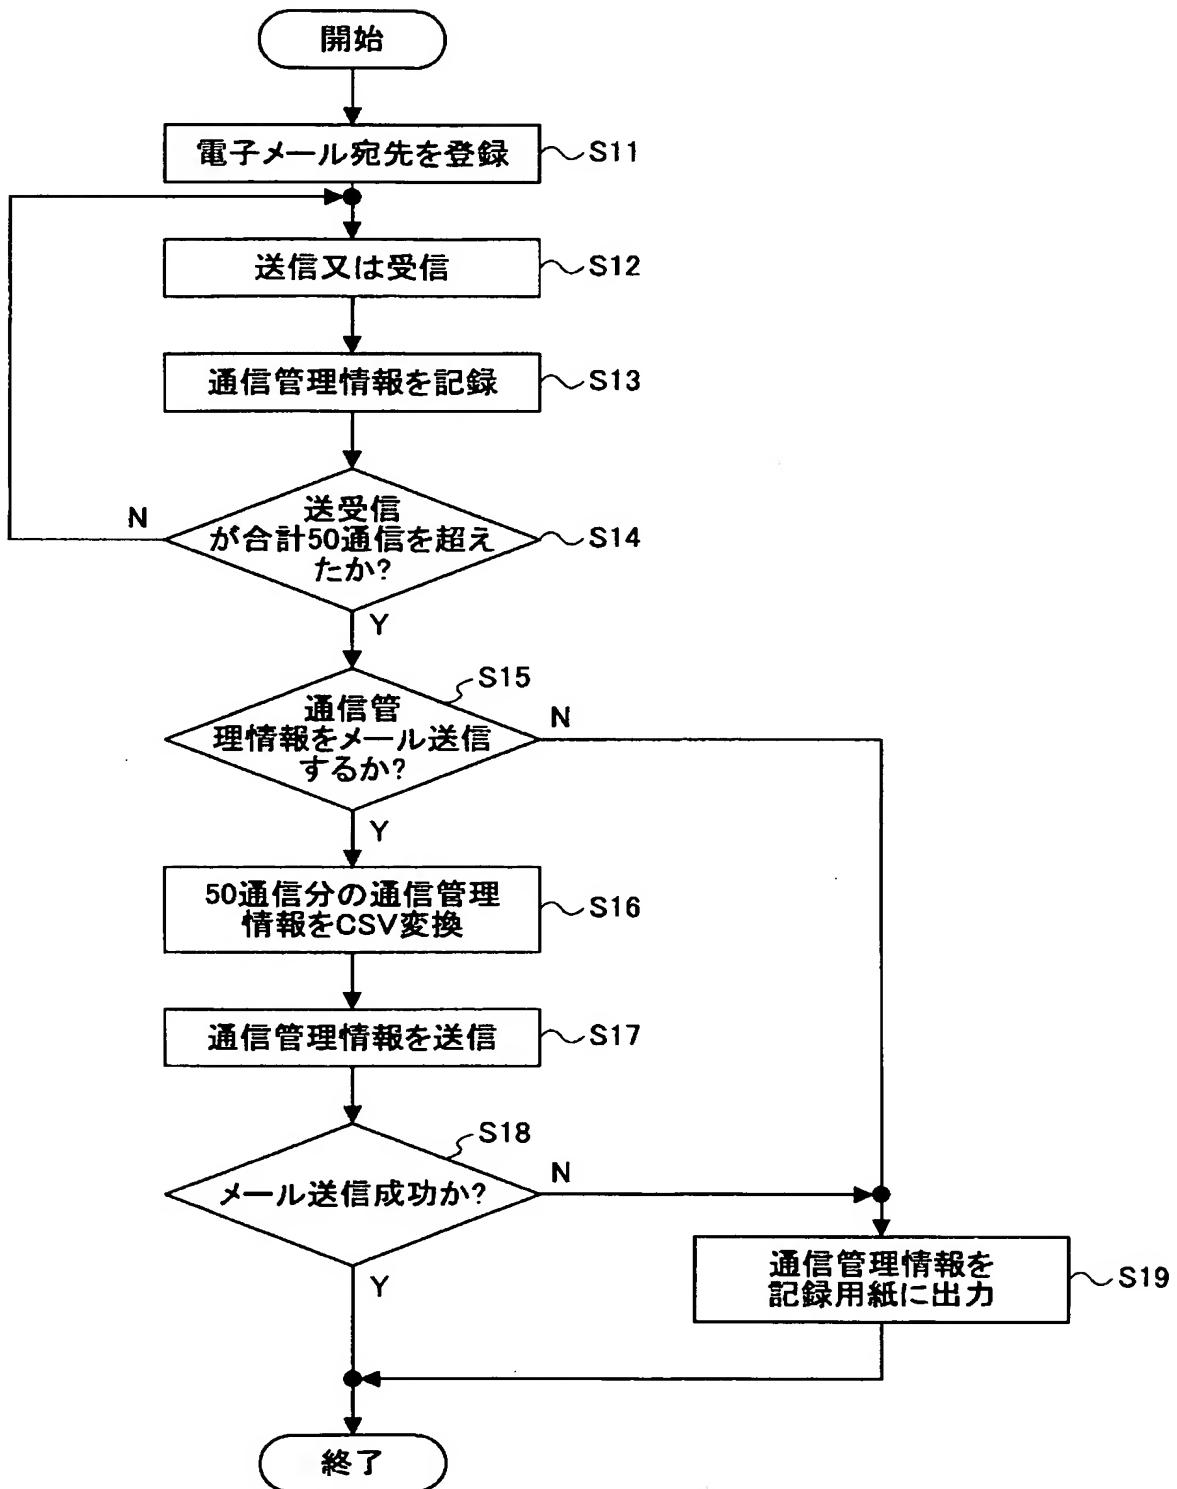 開始
電子メール宛先を登録
S11
送信又は受信
S12
通信管理情報を記録
S13
送受信
が合計50通信を超え
たか?
S14
N
Y
通信管
理情報をメール送信
するか?
S15
N
Y
50通信分の通信管理
情報をCSV変換
S16
通信管理情報を送信
S17
メール送信成功か?
S18
N
Y
通信管理情報を
記録用紙に出力
S19
終了